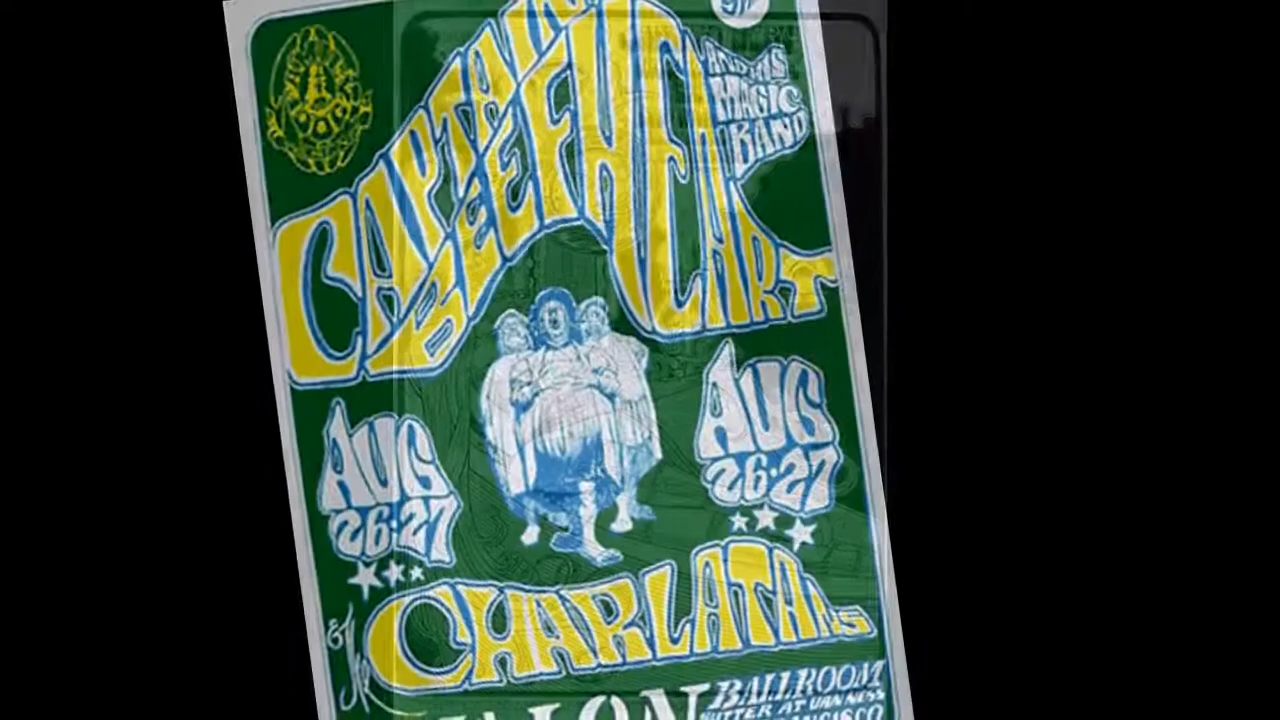 CAPTAIN
BEEFHEART
AND HIS
MAGIC
BAND
AUG
26·27
AUG
26·27
& THE
CHARLATANS
BALLROOM
SUTTER AT VAN NESS